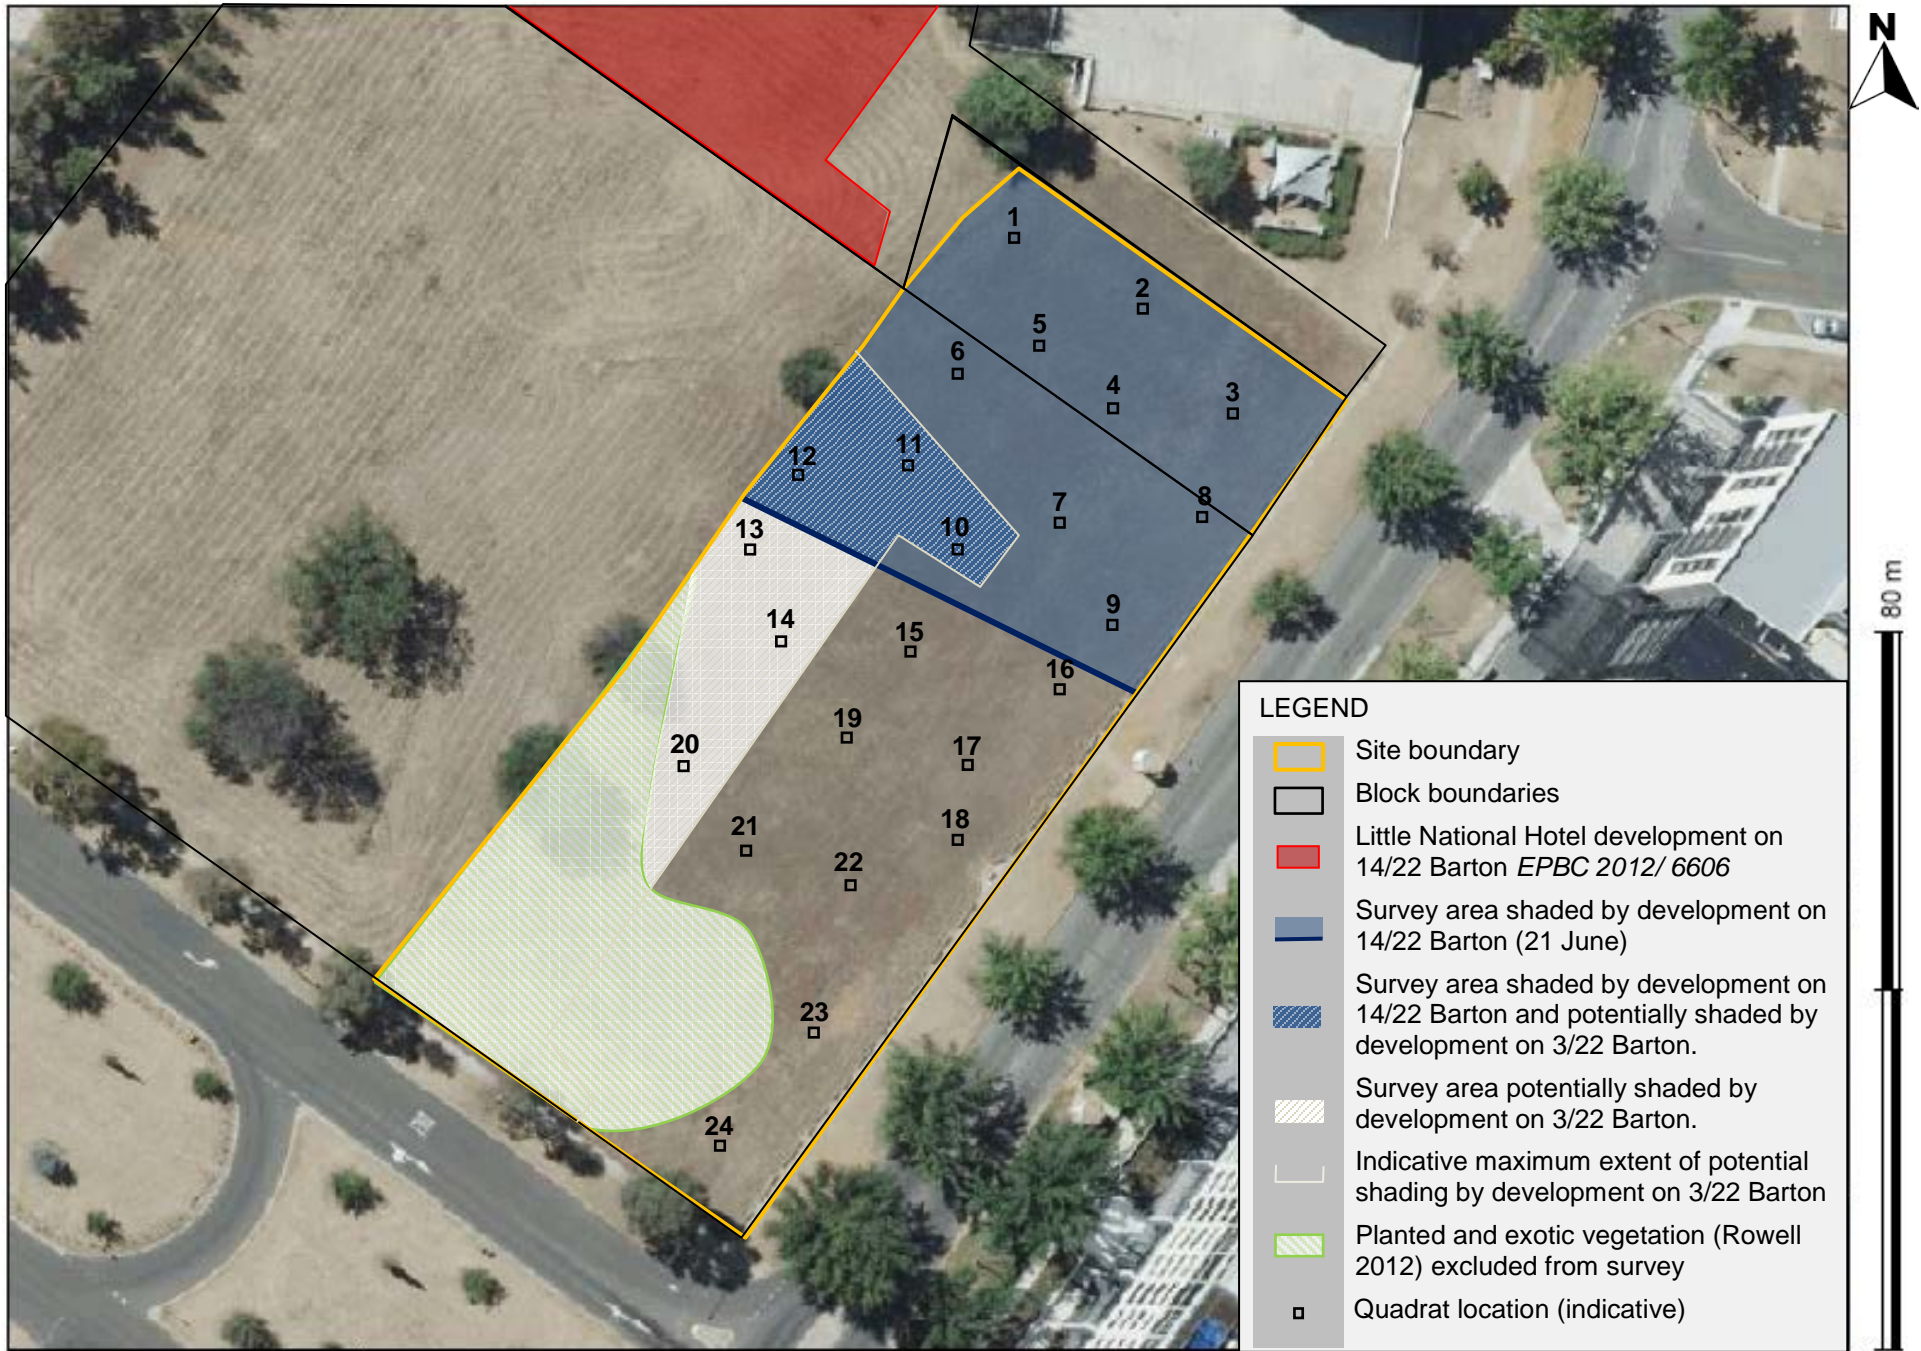 N
1
2
5
6
4
3
11
12
7
8
10
13
9
14
15
16
19
17
20
18
21
22
23
24
80 m
LEGEND
Site boundary
Block boundaries
Little National Hotel development on
14/22 Barton EPBC 2012/ 6606
Survey area shaded by development on
14/22 Barton (21 June)
Survey area shaded by development on
14/22 Barton and potentially shaded by
development on 3/22 Barton.
Survey area potentially shaded by
development on 3/22 Barton.
Indicative maximum extent of potential
shading by development on 3/22 Barton
Planted and exotic vegetation (Rowell
2012) excluded from survey
Quadrat location (indicative)